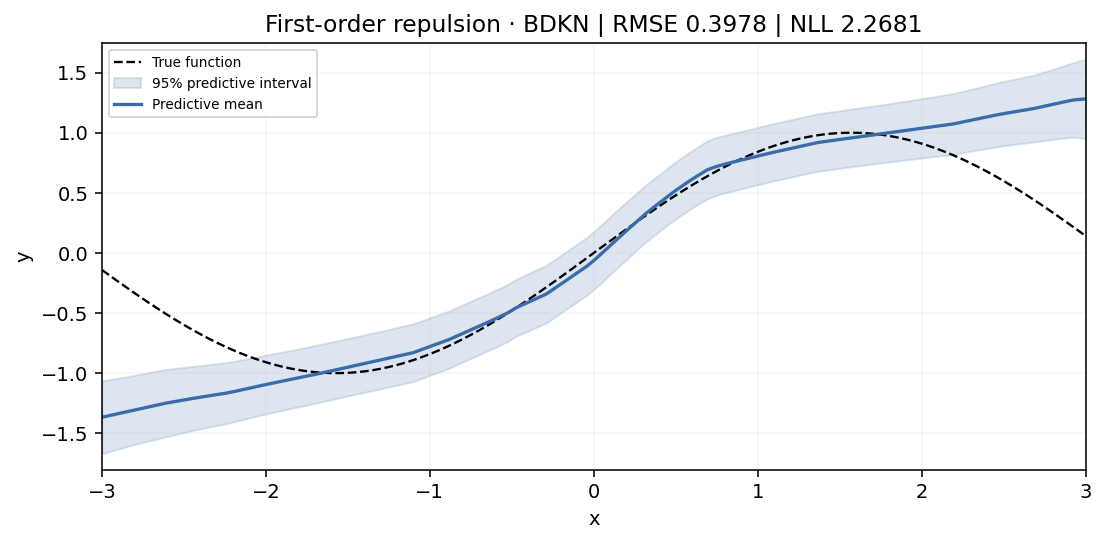 First-order repulsion · BDKN | RMSE 0.3978 | NLL 2.2681
True function
95% predictive interval
Predictive mean
1.5
1.0
0.5
0.0
−0.5
−1.0
−1.5
y
−3 −2 −1 0 1 2 3
x